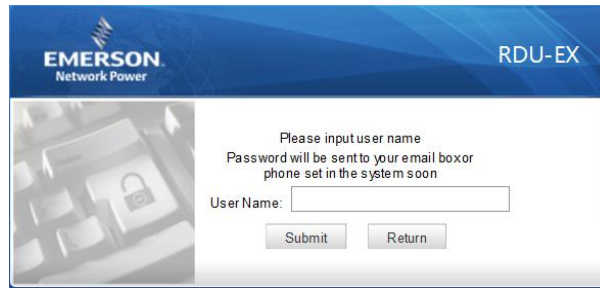 EMERSON.
Network Power
RDU-EX
Please input user name
Password will be sent to your email boxor
phone set in the system soon
User Name:
Submit
Return